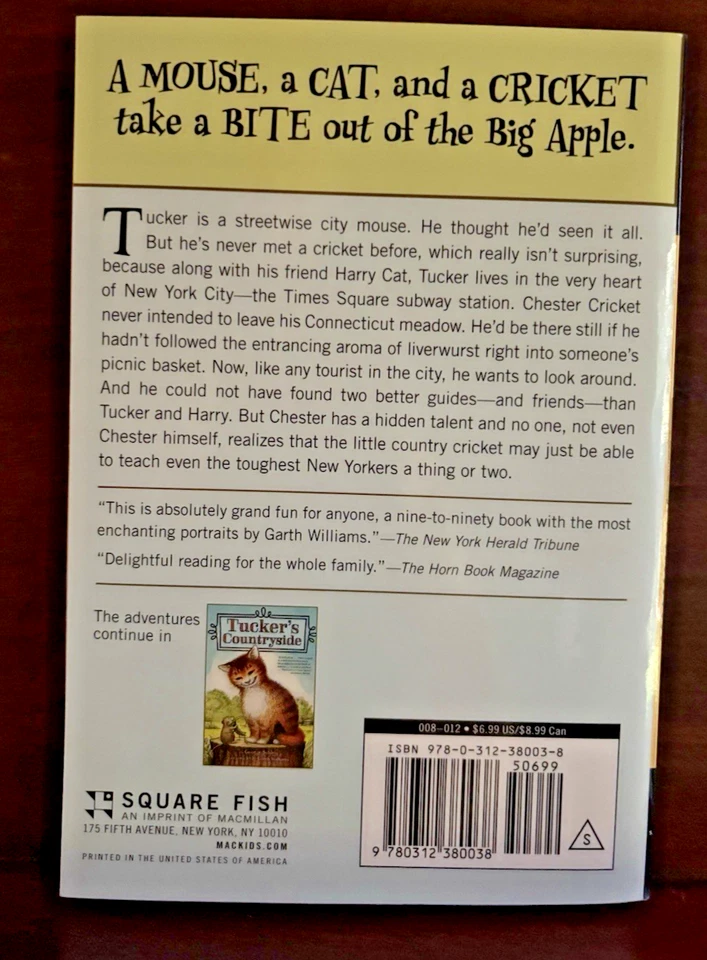 A MOUSE, a CAT, and a CRICKET
take a BITE out of the Big Apple.
Tucker is a streetwise city mouse. He thought he'd seen it all.
But he's never met a cricket before, which really isn't surprising,
because along with his friend Harry Cat, Tucker lives in the very heart
of New York City—the Times Square subway station. Chester Cricket
never intended to leave his Connecticut meadow. He'd be there still if he
hadn't followed the entrancing aroma of liverwurst right into someone's
picnic basket. Now, like any tourist in the city, he wants to look around.
And he could not have found two better guides—and friends—than
Tucker and Harry. But Chester has a hidden talent and no one, not even
Chester himself, realizes that the little country cricket may just be able
to teach even the toughest New Yorkers a thing or two.
“This is absolutely grand fun for anyone, a nine-to-ninety book with the most
enchanting portraits by Garth Williams.”—The New York Herald Tribune
“Delightful reading for the whole family.”—The Horn Book Magazine
The adventures
continue in
Tucker's
Countryside
SQUARE FISH
AN IMPRINT OF MACMILLAN
175 FIFTH AVENUE, NEW YORK, NY 10010
MACKIDS.COM
PRINTED IN THE UNITED STATES OF AMERICA
008–012 • $6.99 US/$8.99 Can
ISBN 978-0-312-38003-8
50699
9 780312 380038
S